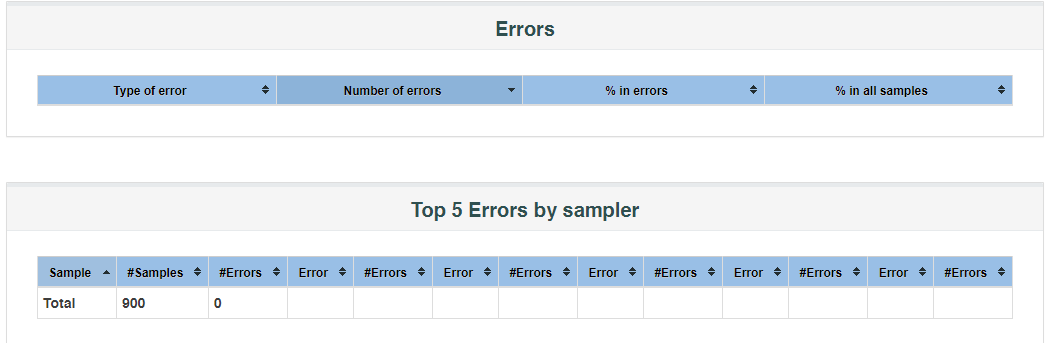 Errors
Type of error Number of errors % in errors % in all samples
Top 5 Errors by sampler
Sample #Samples #Errors Error #Errors Error #Errors Error #Errors Error #Errors Error #Errors
Total 900 0